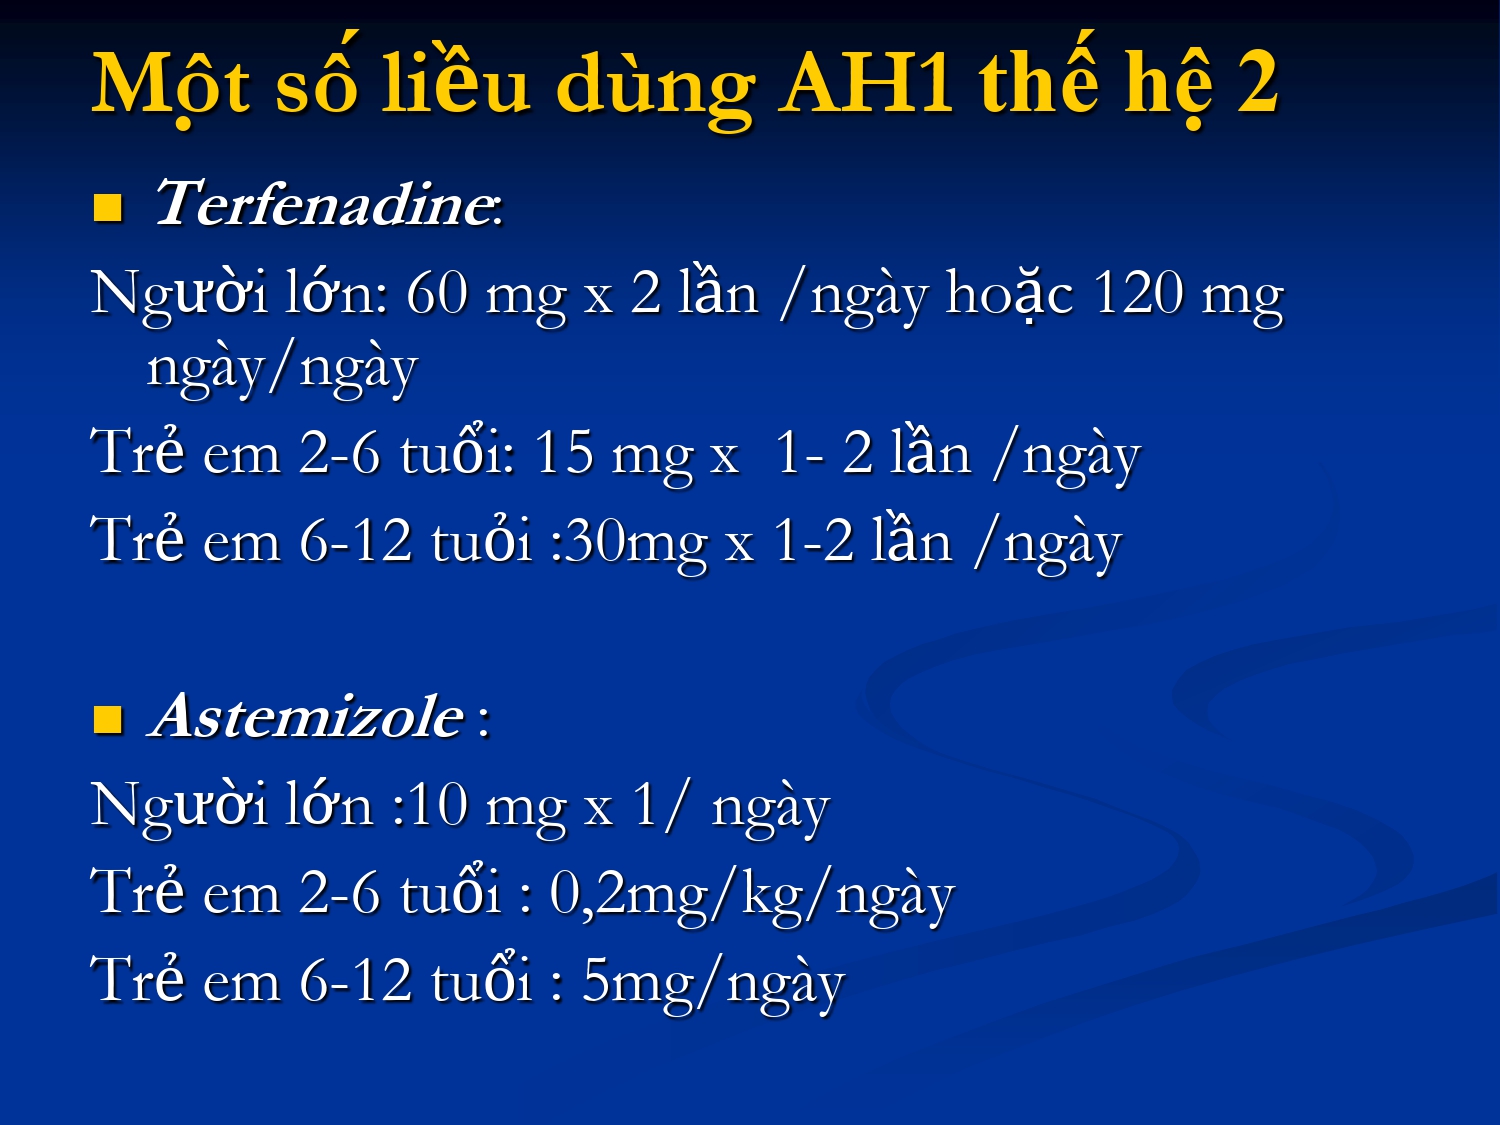 Một số liều dùng AH1 thế hệ 2
Terfenadine:
Người lớn: 60 mg x 2 lần /ngày hoặc 120 mg
ngày/ngày
Trẻ em 2-6 tuổi: 15 mg x  1- 2 lần /ngày
Trẻ em 6-12 tuỏi :30mg x 1-2 lần /ngày
Astemizole :
Người lớn :10 mg x 1/ ngày
Trẻ em 2-6 tuổi : 0,2mg/kg/ngày
Trẻ em 6-12 tuổi : 5mg/ngày